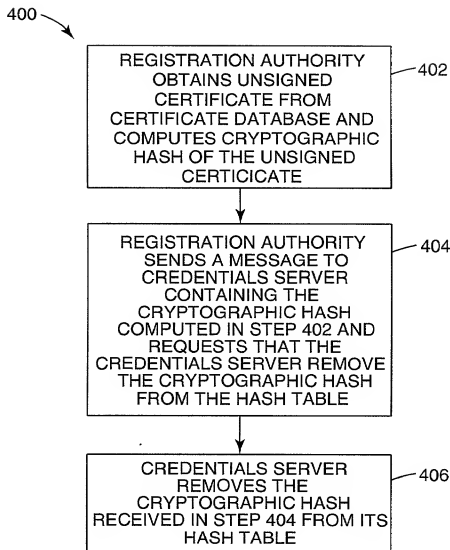 400
REGISTRATION AUTHORITY
OBTAINS UNSIGNED
CERTIFICATE FROM
CERTIFICATE DATABASE AND
COMPUTES CRYPTOGRAPHIC
HASH OF THE UNSIGNED
CERTICICATE
402
REGISTRATION AUTHORITY
SENDS A MESSAGE TO
CREDENTIALS SERVER
CONTAINING THE
CRYPTOGRAPHIC HASH
COMPUTED IN STEP 402 AND
REQUESTS THAT THE
CREDENTIALS SERVER REMOVE
THE CRYPTOGRAPHIC HASH
FROM THE HASH TABLE
404
CREDENTIALS SERVER
REMOVES THE
CRYPTOGRAPHIC HASH
RECEIVED IN STEP 404 FROM ITS
HASH TABLE
406